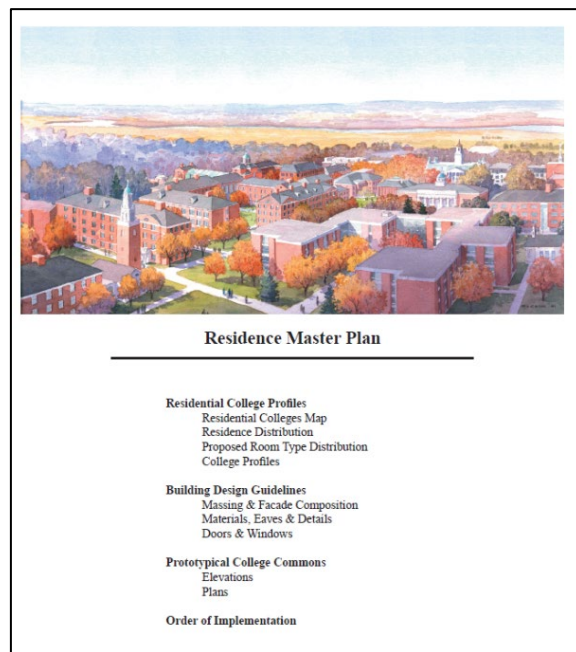 Residence Master Plan
Residential College Profiles
Residential Colleges Map
Residence Distribution
Proposed Room Type Distribution
College Profiles
Building Design Guidelines
Massing & Facade Composition
Materials, Eaves & Details
Doors & Windows
Prototypical College Commons
Elevations
Plans
Order of Implementation